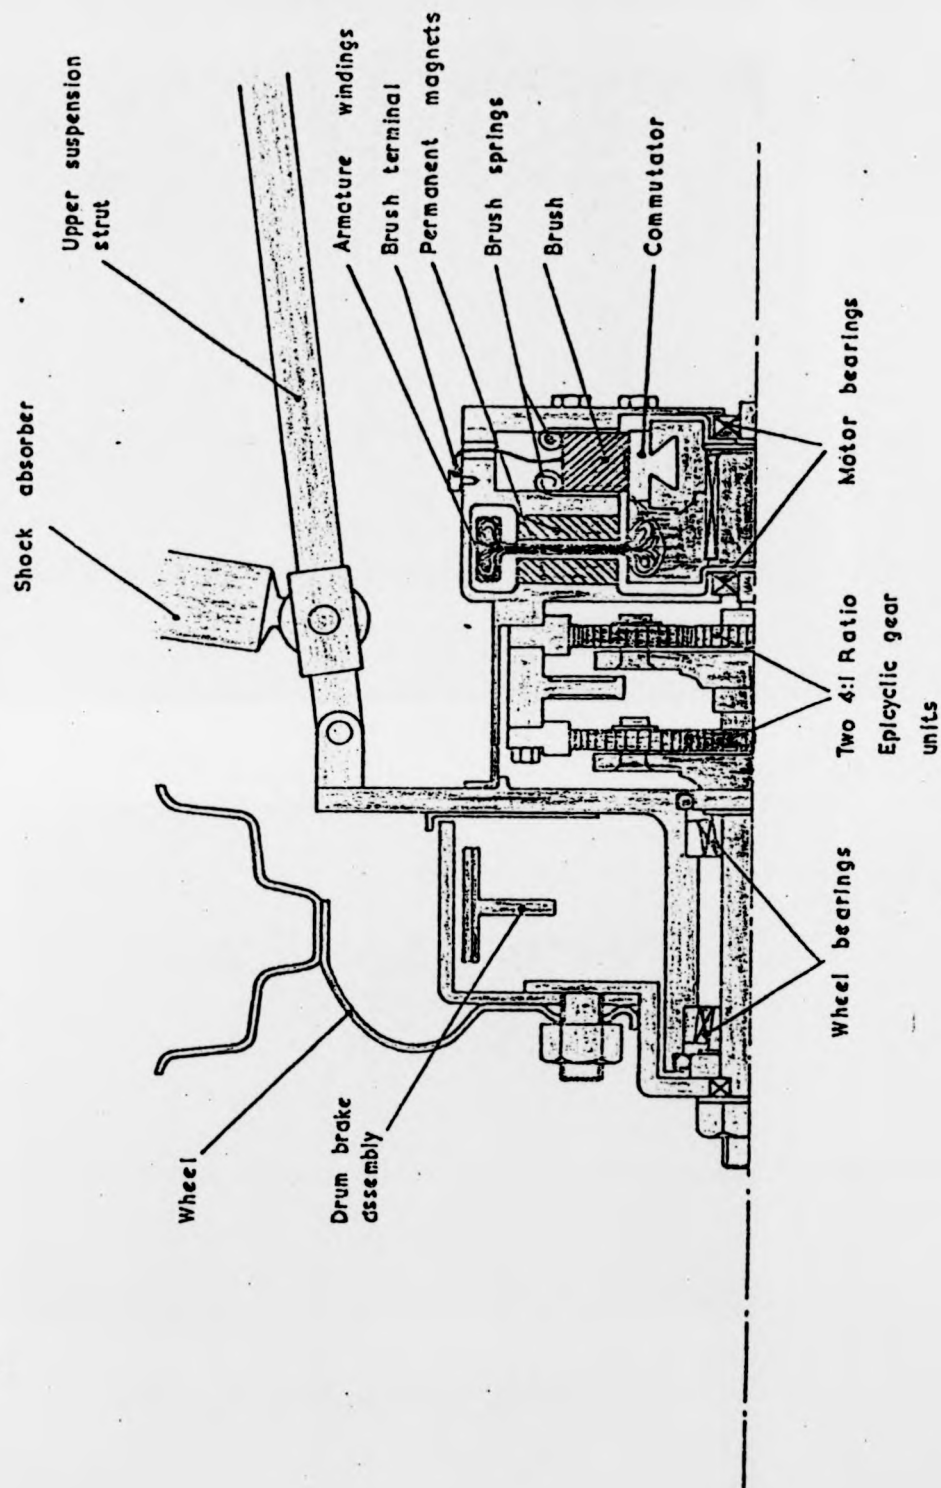 Shock absorber
Upper suspension
strut
Armature windings
Brush terminal
Permanent magnets
Brush springs
Brush
Commutator
Motor bearings
Two 4:1 Ratio
Epicyclic gear
units
Wheel bearings
Wheel
Drum brake
assembly